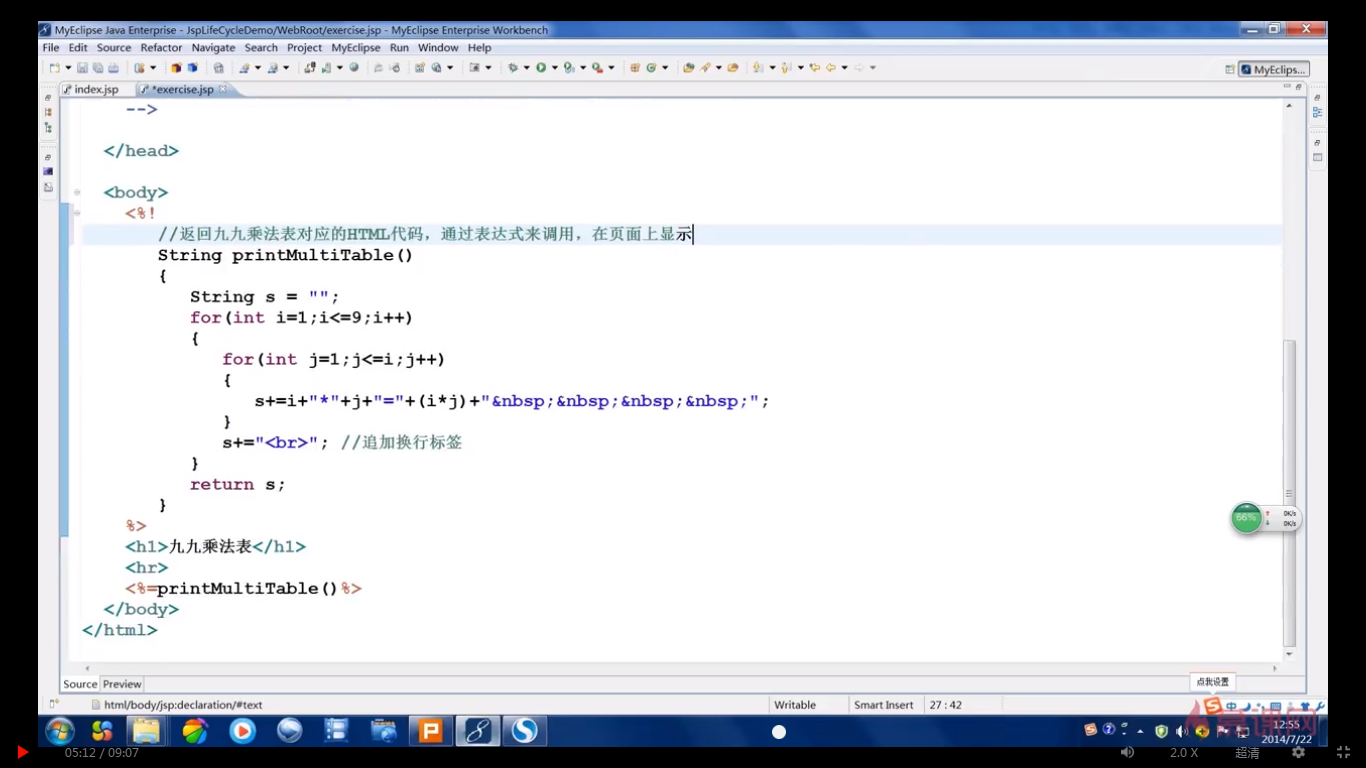 MyEclipse Java Enterprise - JspLifeCycleDemo/WebRoot/exercise.jsp - MyEclipse Enterprise Workbench
File Edit Source Refactor Navigate Search Project MyEclipse Run Window Help
MyEclips...
index.jsp *exercise.jsp
-->
</head>
<body>
<%!
//返回九九乘法表对应的HTML代码，通过表达式来调用，在页面上显示
String printMultiTable()
{
String s = "";
for(int i=1;i<=9;i++)
{
for(int j=1;j<=i;j++)
{
s+=i+"*"+j+"="+(i*j)+"&nbsp;&nbsp;&nbsp;&nbsp;";
}
s+="<br>"; //追加换行标签
}
return s;
}
%>
<h1>九九乘法表</h1>
<hr>
<%=printMultiTable()%>
</body>
</html>
66%
0K/s
0K/s
Source Preview
点我设置
html/body/jsp:declaration/#text
Writable
Smart Insert
27 : 42
中
慕课网
12:55
2014/7/22
05:12 / 09:07
2.0 X
超清